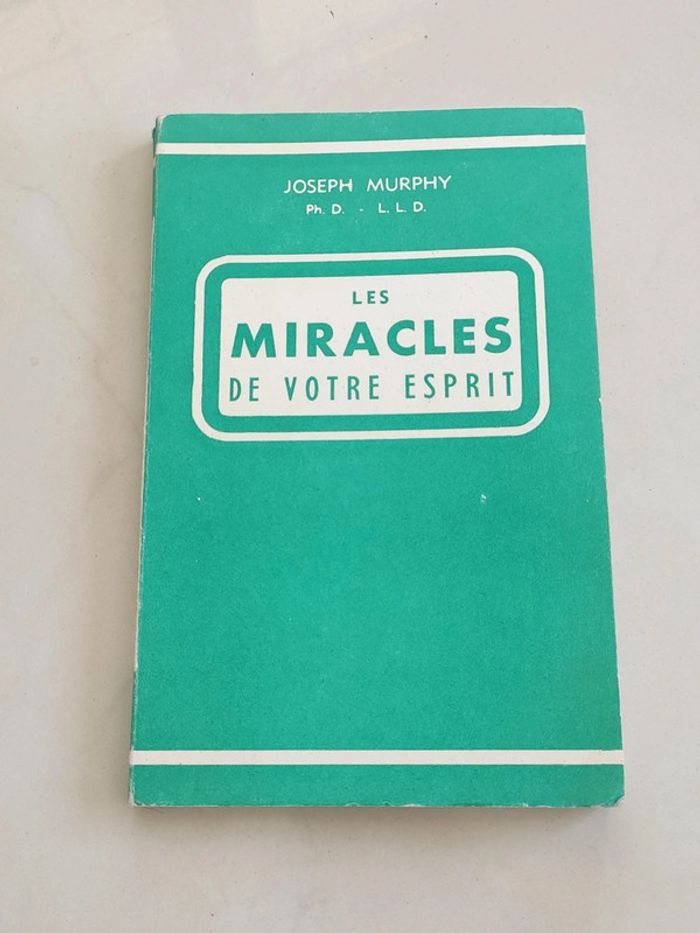 JOSEPH MURPHY
Ph. D. - L. L. D.
LES
MIRACLES
DE VOTRE ESPRIT